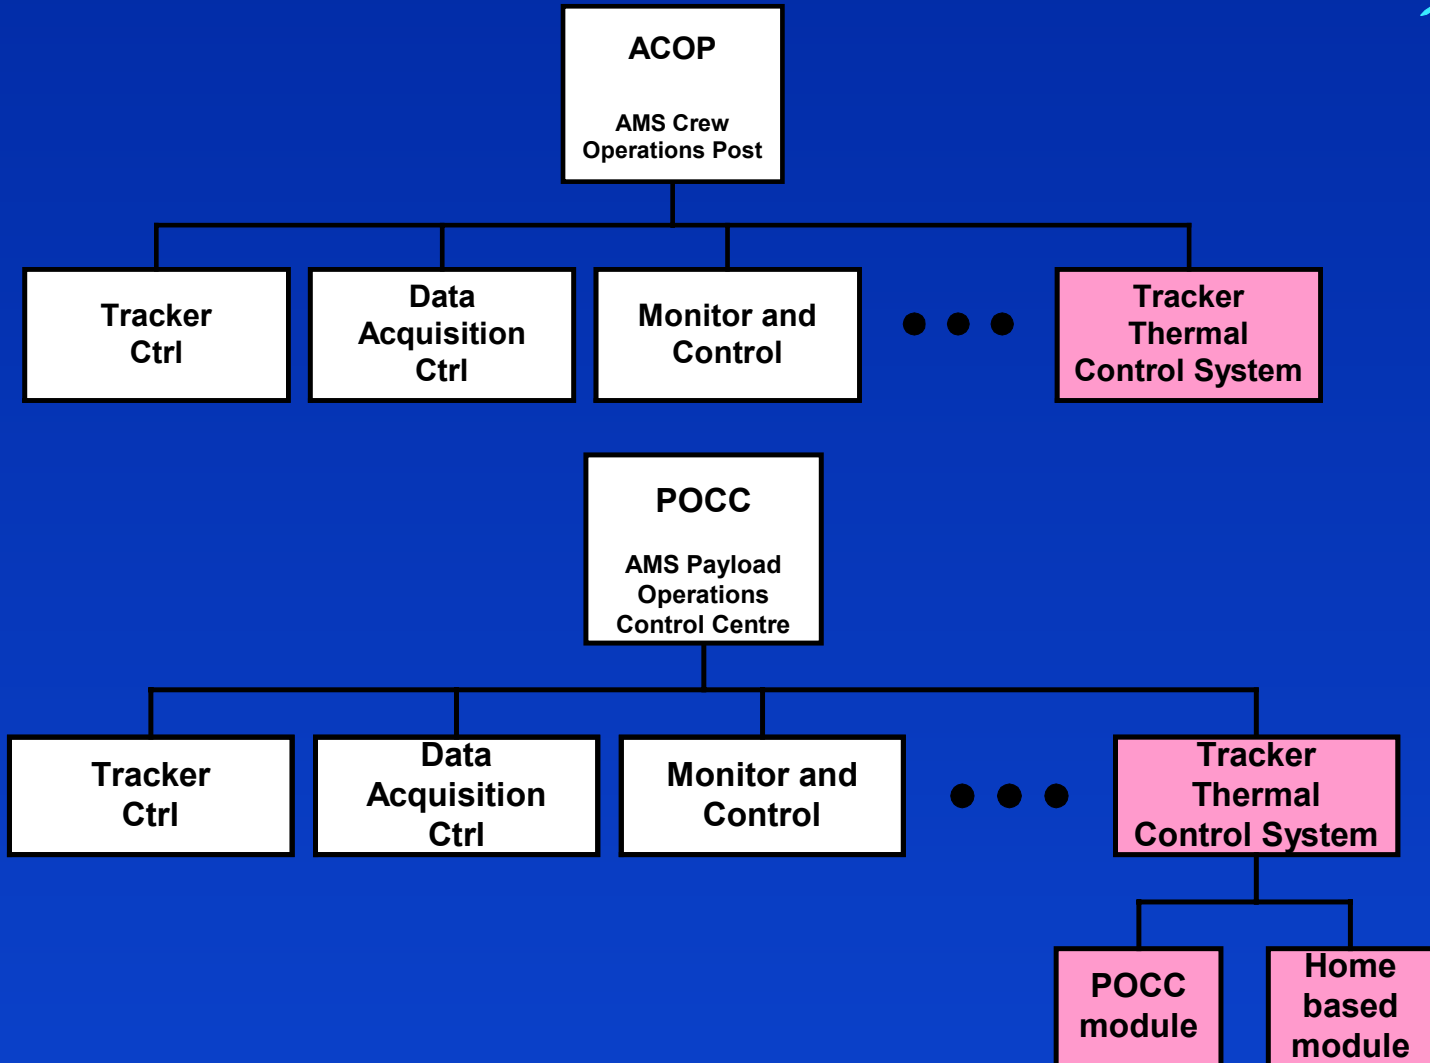 ACOP
AMS Crew
Operations Post
Tracker
Ctrl
Data
Acquisition
Ctrl
Monitor and
Control
Tracker
Thermal
Control System
POCC
AMS Payload
Operations
Control Centre
Tracker
Ctrl
Data
Acquisition
Ctrl
Monitor and
Control
Tracker
Thermal
Control System
POCC
module
Home
based
module